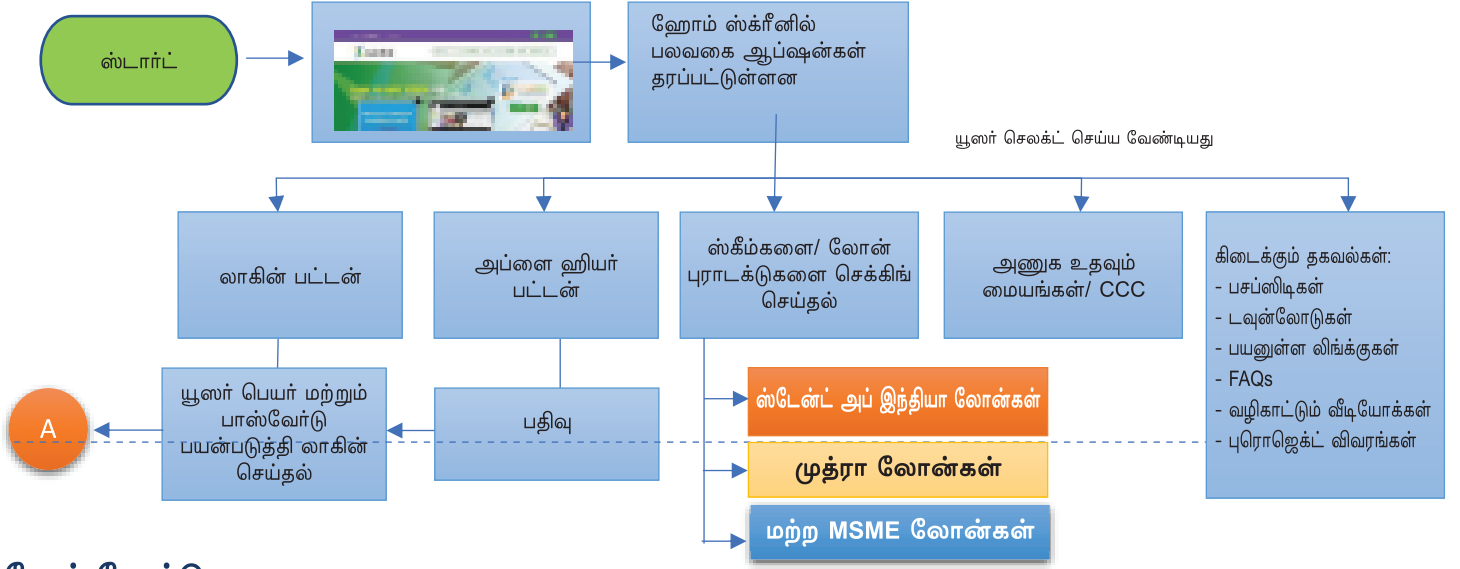 ஸ்டார்ட்
ஹோம் ஸ்க்ரீனில்
பலவகை ஆப்ஷன்கள்
தரப்பட்டுள்ளன
யூஸர் செலக்ட் செய்ய வேண்டியது
லாகின் பட்டன்
அப்ளை ஹியர்
பட்டன்
ஸ்கீம்களை/ லோன்
புராடக்டுகளை செக்கிங்
செய்தல்
அணுக உதவும்
மையங்கள்/ CCC
கிடைக்கும் தகவல்கள்:
- பசப்ஸிடிகள்
- டவுன்லோடுகள்
- பயனுள்ள லிங்க்குகள்
- FAQs
- வழிகாட்டும் வீடியோக்கள்
- புரொஜெக்ட் விவரங்கள்
A
யூஸர் பெயர் மற்றும்
பாஸ்வேர்டு
பயன்படுத்தி லாகின்
செய்தல்
பதிவு
ஸ்டேன்ட் அப் இந்தியா லோன்கள்
முத்ரா லோன்கள்
மற்ற MSME லோன்கள்